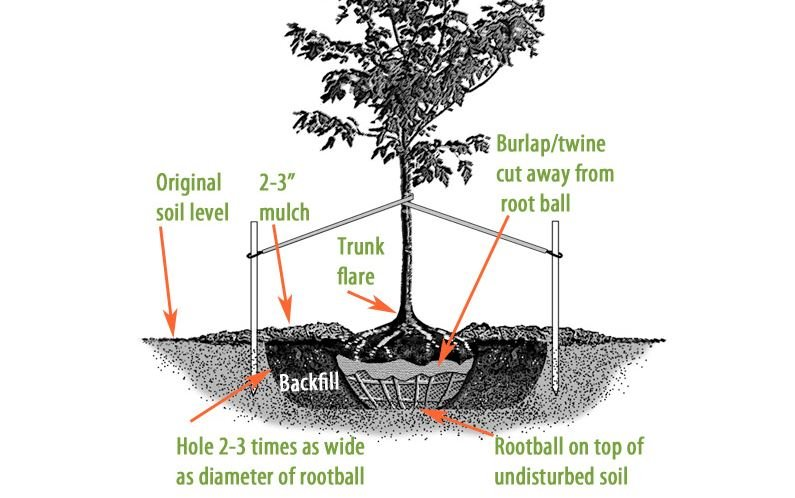 Burlap/twine
cut away from
root ball
Original
soil level
2-3”
mulch
Trunk
flare
Backfill
Hole 2-3 times as wide
as diameter of rootball
Rootball on top of
undisturbed soil